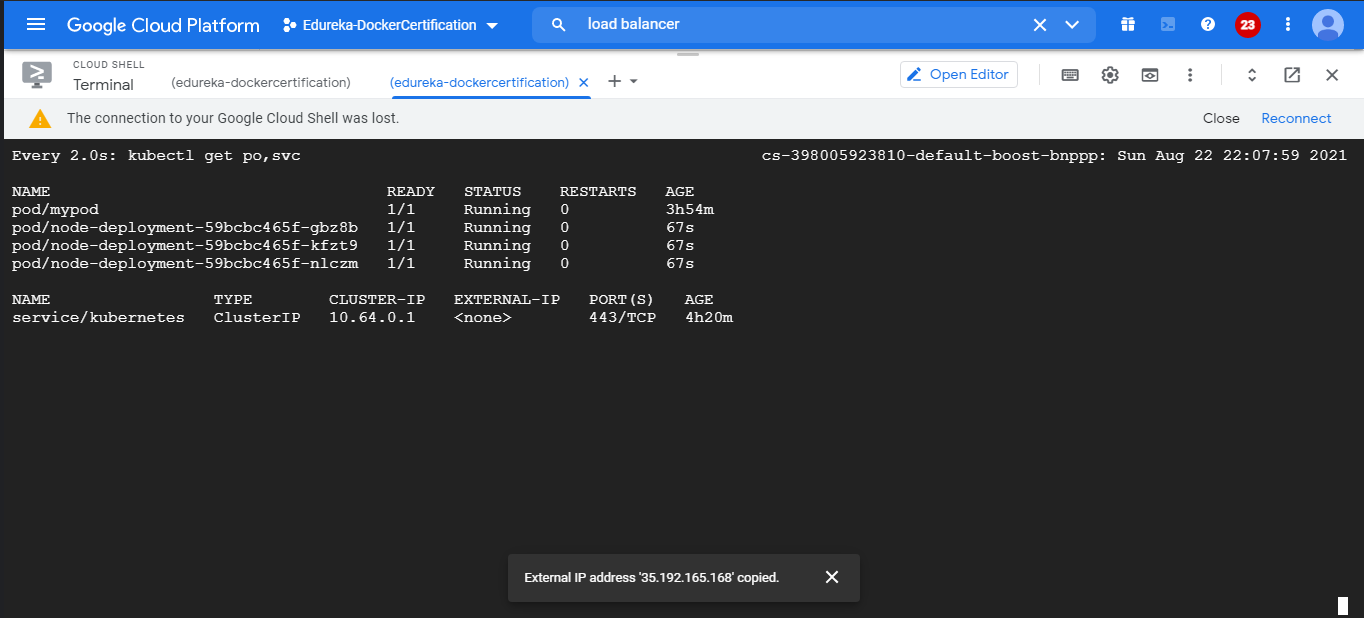 Google Cloud Platform Edureka-DockerCertification load balancer 23
CLOUD SHELL
Terminal (edureka-dockercertification) (edureka-dockercertification) Open Editor
The connection to your Google Cloud Shell was lost. Close Reconnect
Every 2.0s: kubectl get po,svc cs-398005923810-default-boost-bnppp: Sun Aug 22 22:07:59 2021
NAME READY STATUS RESTARTS AGE
pod/mypod 1/1 Running 0 3h54m
pod/node-deployment-59bcbc465f-gbz8b 1/1 Running 0 67s
pod/node-deployment-59bcbc465f-kfzt9 1/1 Running 0 67s
pod/node-deployment-59bcbc465f-nlczm 1/1 Running 0 67s
NAME TYPE CLUSTER-IP EXTERNAL-IP PORT(S) AGE
service/kubernetes ClusterIP 10.64.0.1 <none> 443/TCP 4h20m
External IP address '35.192.165.168' copied.